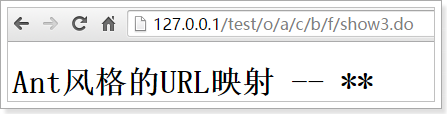 127.0.0.1/test/o/a/c/b/f/show3.do
Ant风格的URL映射 -- **